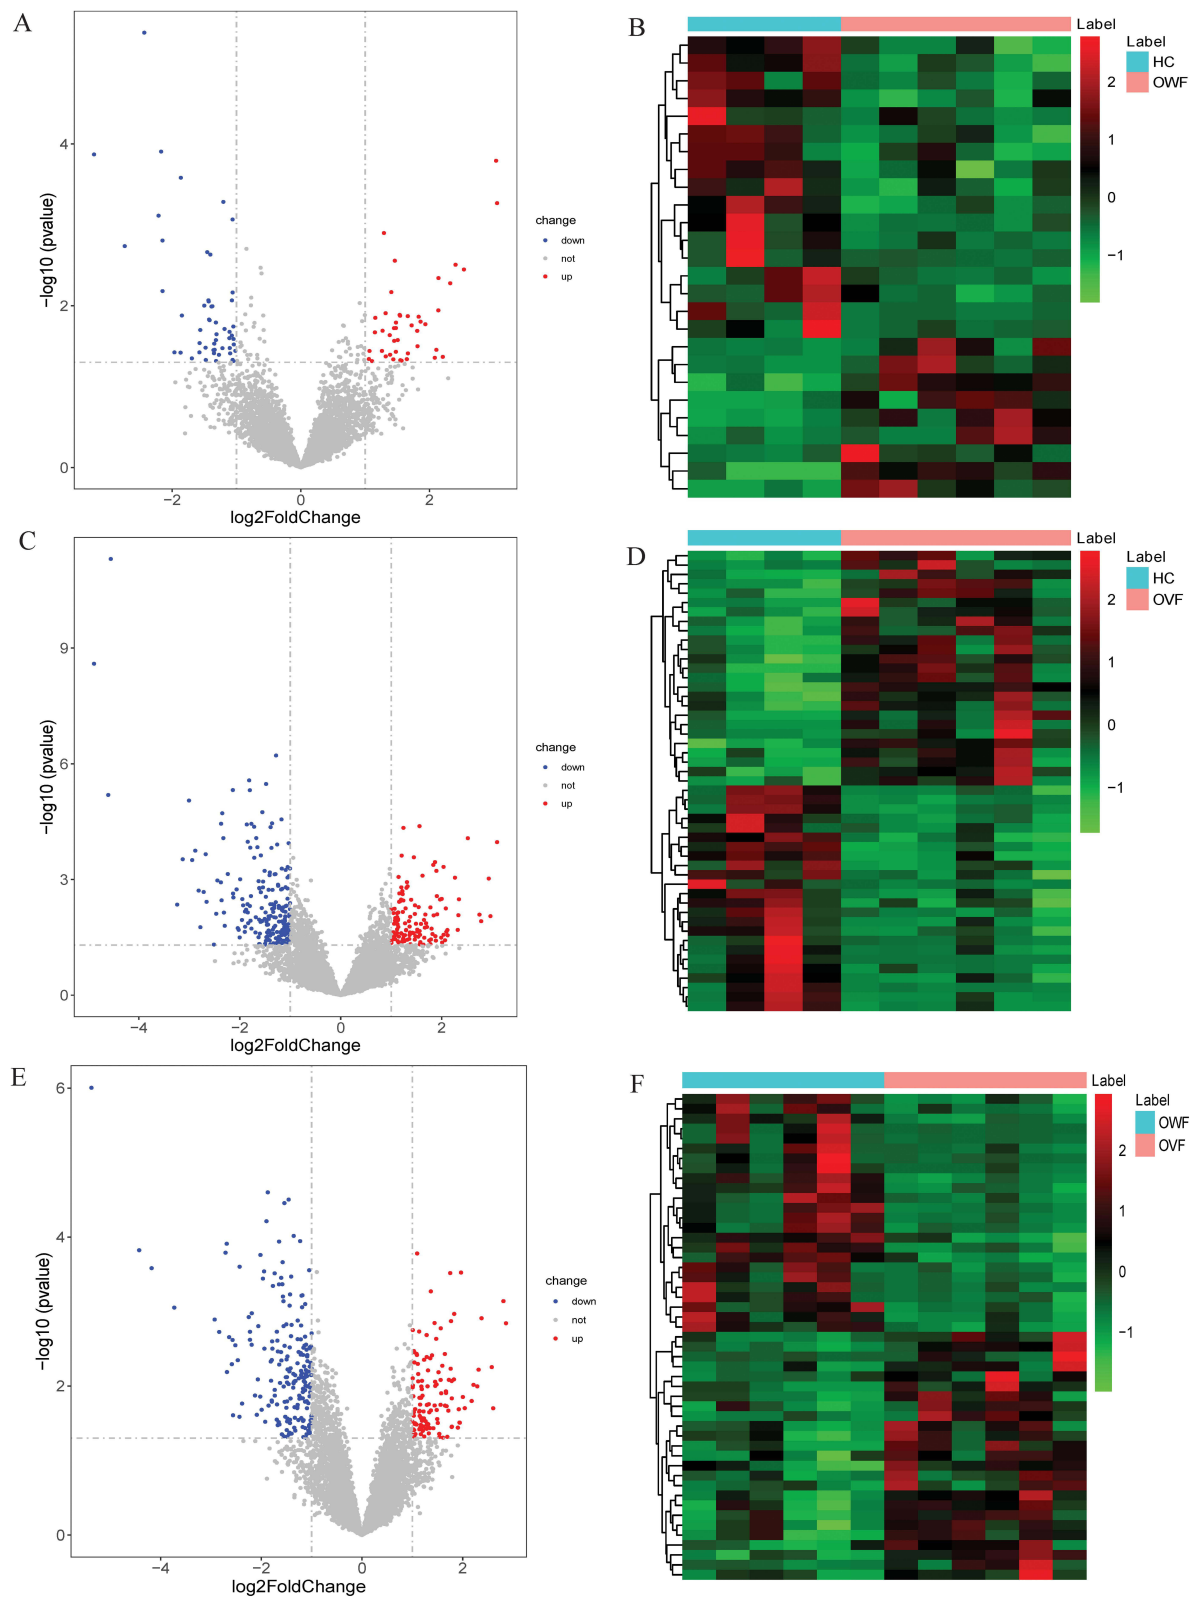 A
4
2
0
−2
0
2
−log10 (pvalue)
log2FoldChange
change
down
not
up
B
Label
2
1
0
−1
Label
HC
OWF
C
9
6
3
0
−4
−2
0
2
−log10 (pvalue)
log2FoldChange
change
down
not
up
D
Label
2
1
0
−1
Label
HC
OVF
E
6
4
2
0
−4
−2
0
2
−log10 (pvalue)
log2FoldChange
change
down
not
up
F
Label
2
1
0
−1
Label
OWF
OVF